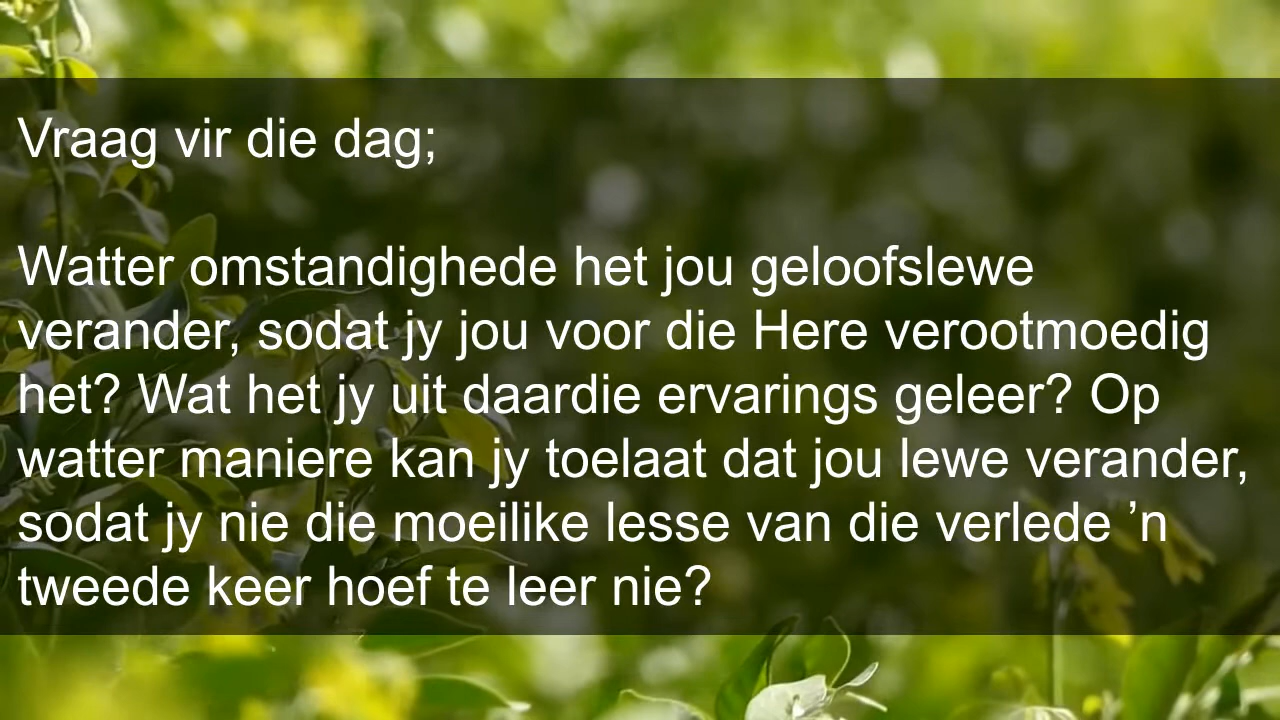 Vraag vir die dag;
Watter omstandighede het jou geloofslewe
verander, sodat jy jou voor die Here verootmoedig
het? Wat het jy uit daardie ervarings geleer? Op
watter maniere kan jy toelaat dat jou lewe verander,
sodat jy nie die moeilike lesse van die verlede ’n
tweede keer hoef te leer nie?